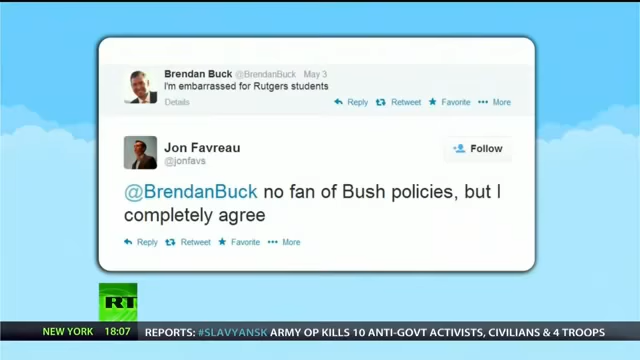 Brendan Buck @BrendanBuck May 3
I'm embarrassed for Rutgers students
Details
Reply Retweet Favorite More
Jon Favreau
@jonfavs
Follow
@BrendanBuck no fan of Bush policies, but I
completely agree
Reply Retweet Favorite More
RT
NEW YORK 18:07 REPORTS: #SLAVYANSK ARMY OP KILLS 10 ANTI-GOVT ACTIVISTS, CIVILIANS & 4 TROOPS